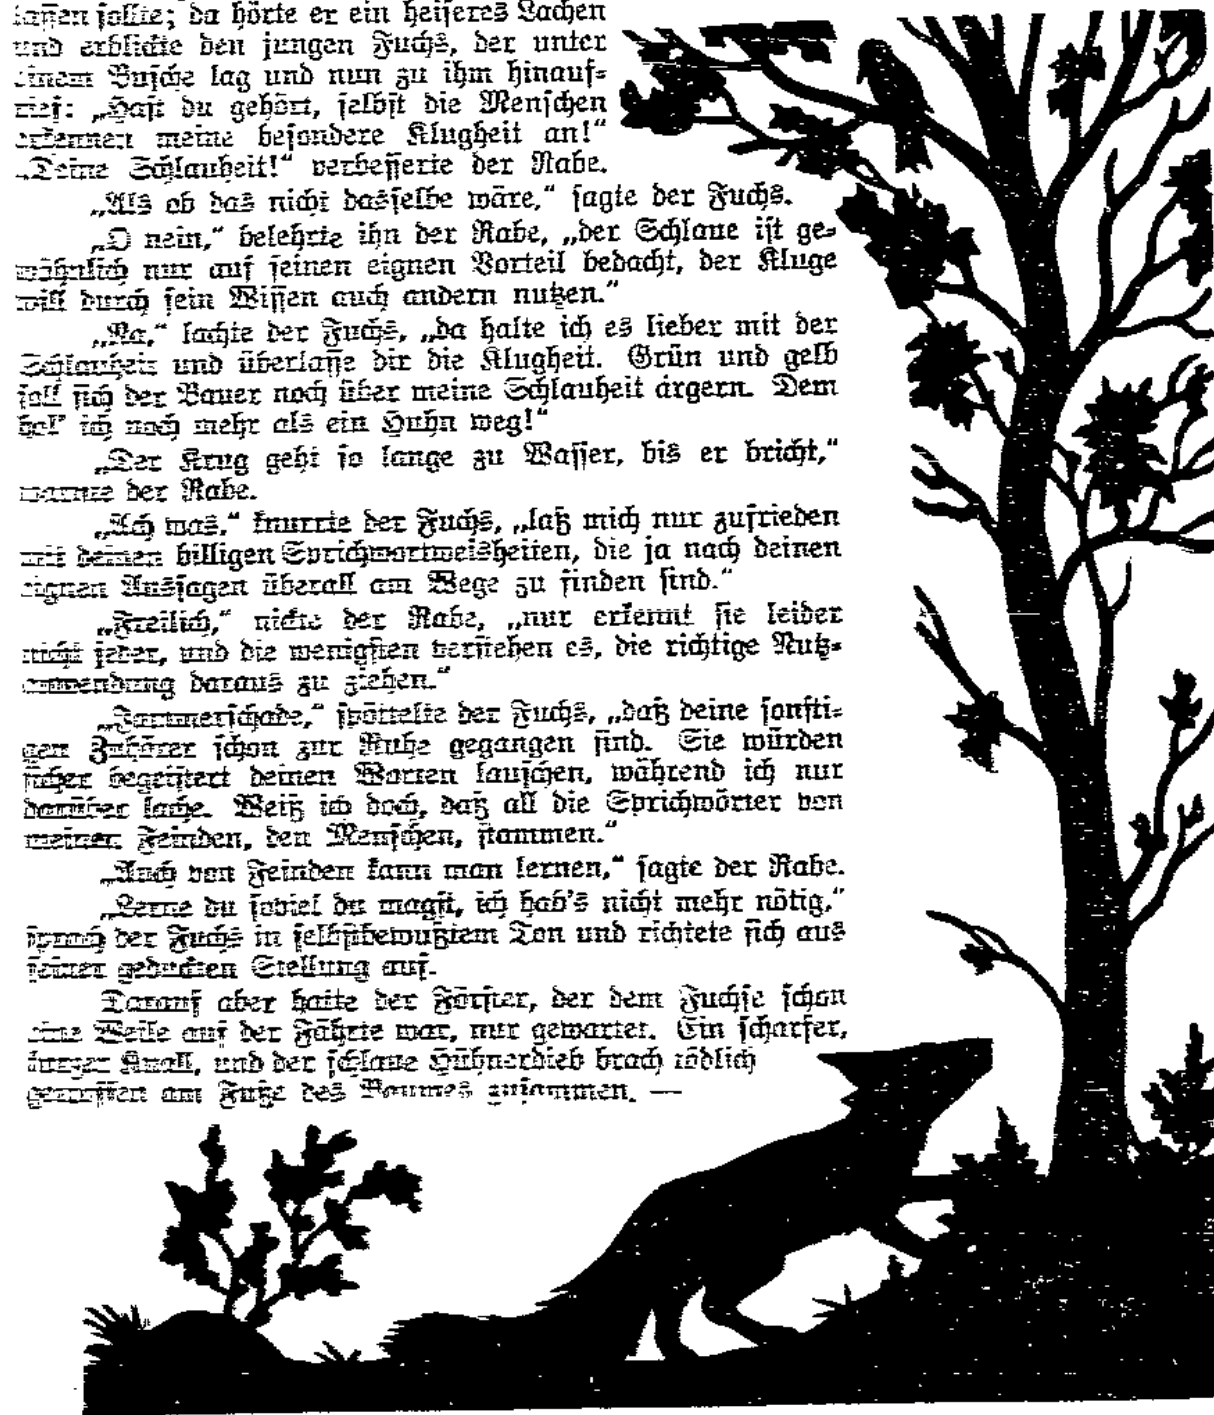 lassen sollte; da hörte er ein heiseres Lachen
und erblickte den jungen Fuchs, der unter
einem Busche lag und nun zu ihm hinauf-
rief: „Hast du gehört, selbst die Menschen
erkennen meine besondere Klugheit an!“
„Deine Schlauheit!“ verbesserte der Rabe.
„Als ob das nicht dasselbe wäre,“ sagte der Fuchs.
„O nein,“ belehrte ihn der Rabe, „der Schlaue ist ge-
wöhnlich nur auf seinen eignen Vorteil bedacht, der Kluge
will durch sein Wissen auch andern nutzen.“
„Na,“ lachte der Fuchs, „da halte ich es lieber mit der
Schlauheit und überlasse dir die Klugheit. Grün und gelb
soll sich der Bauer noch über meine Schlauheit ärgern. Dem
hol' ich noch mehr als ein Huhn weg!“
„Der Krug geht so lange zu Wasser, bis er bricht,“
warnte der Rabe.
„Ach was,“ knurrte der Fuchs, „laß mich nur zufrieden
mit deinen billigen Sprichwortweisheiten, die ja nach deinen
eignen Aussagen überall am Wege zu finden sind.“
„Freilich,“ nickte der Rabe, „nur erkennt sie leider
nicht jeder, und die wenigsten verstehen es, die richtige Nutz-
anwendung daraus zu ziehen.“
„Jammerschade,“ spöttelte der Fuchs, „daß deine sonsti-
gen Zuhörer schon zur Ruhe gegangen sind. Sie würden
sicher begeistert deinen Worten lauschen, während ich nur
darüber lache. Weiß ich doch, daß all die Sprichwörter von
meinen Feinden, den Menschen, stammen.“
„Auch von Feinden kann man lernen,“ sagte der Rabe.
„Lerne du soviel du magst, ich hab's nicht mehr nötig,“
sprach der Fuchs in selbstbewußtem Ton und richtete sich aus
seiner geduckten Stellung auf.
Darauf aber hatte der Förster, der dem Fuchse schon
eine Weile auf der Fährte war, nur gewartet. Ein scharfer,
kurzer Knall, und der schlaue Hühnerdieb brach tödlich
getroffen am Fuße des Baumes zusammen. —